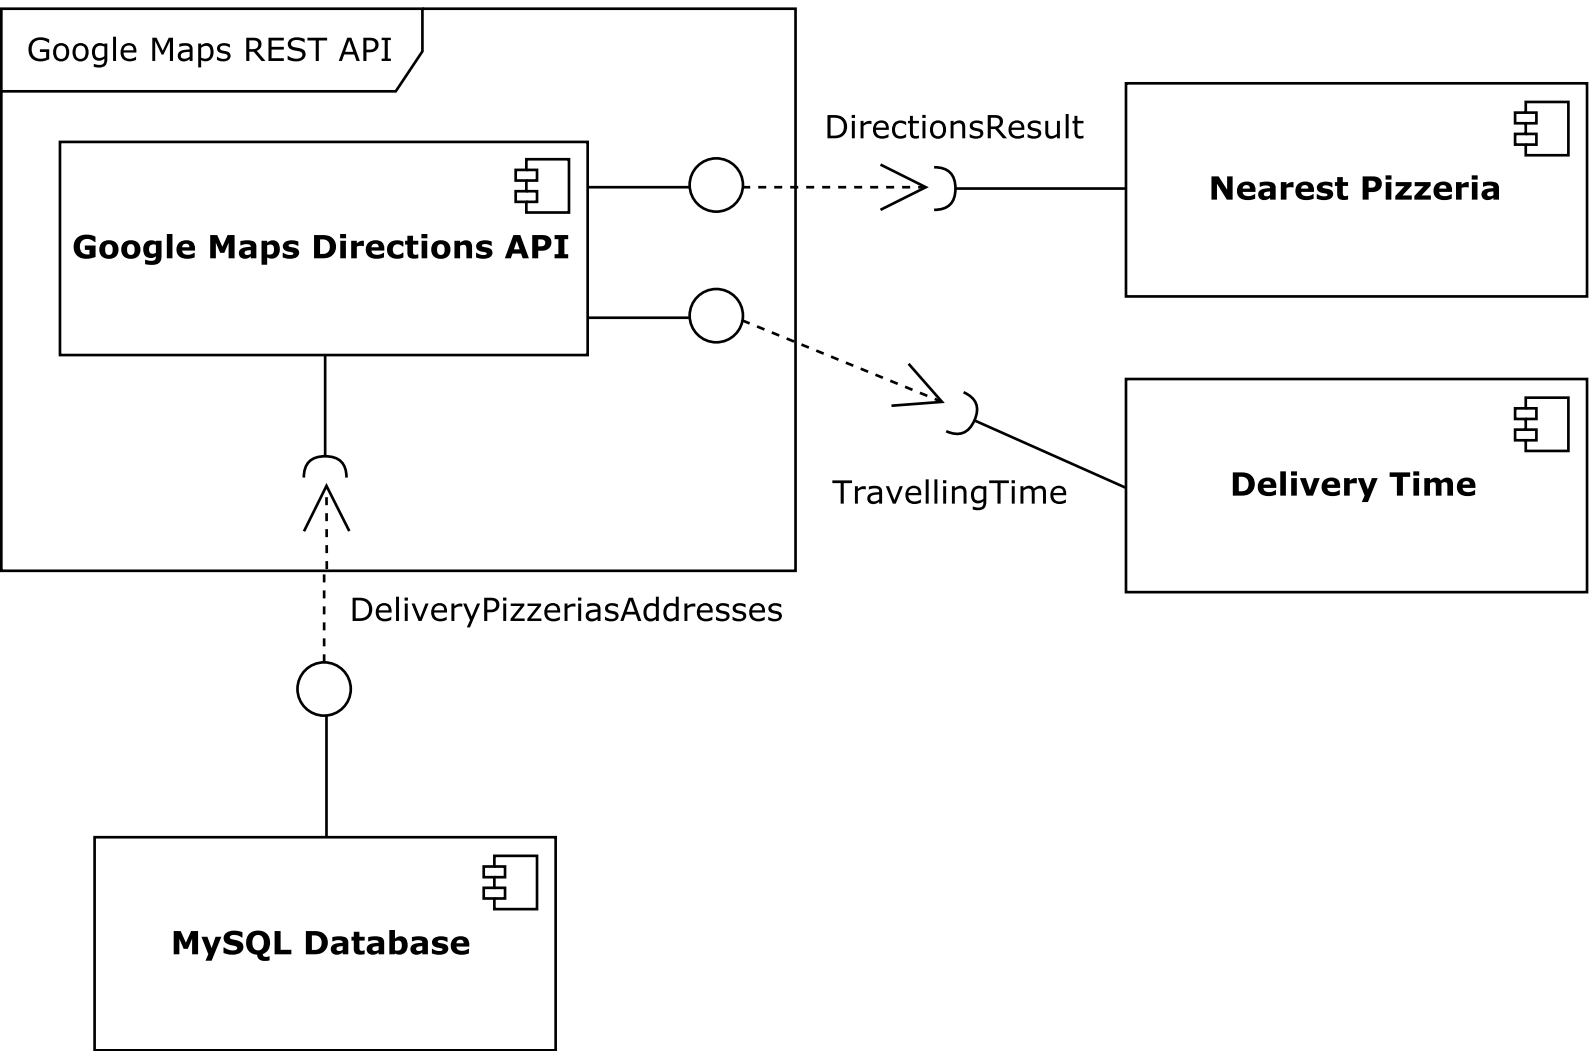 Google Maps REST API
DirectionsResult
Nearest Pizzeria
Google Maps Directions API
Delivery Time
TravellingTime
DeliveryPizzeriasAddresses
MySQL Database